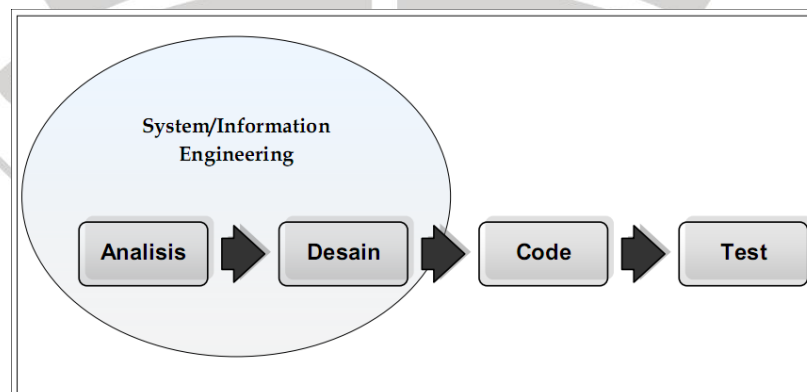 System/Information
Engineering
Analisis
Desain
Code
Test